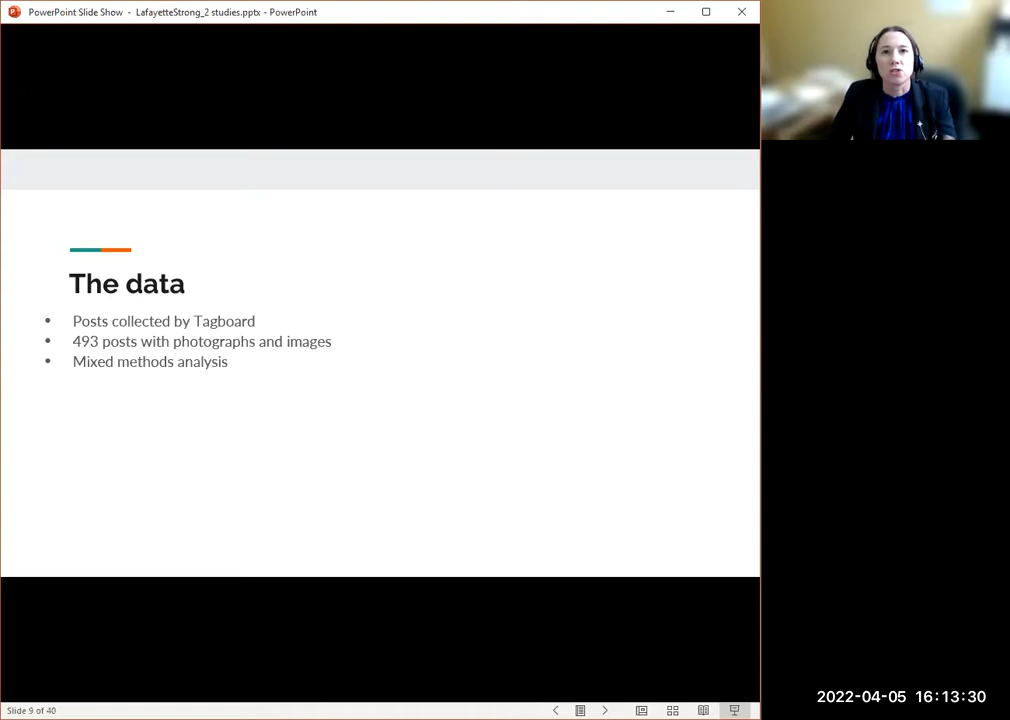 PowerPoint Slide Show - LafayetteStrong_2 studies.pptx - PowerPoint
The data
• Posts collected by Tagboard
• 493 posts with photographs and images
• Mixed methods analysis
Slide 9 of 40
2022-04-05 16:13:30